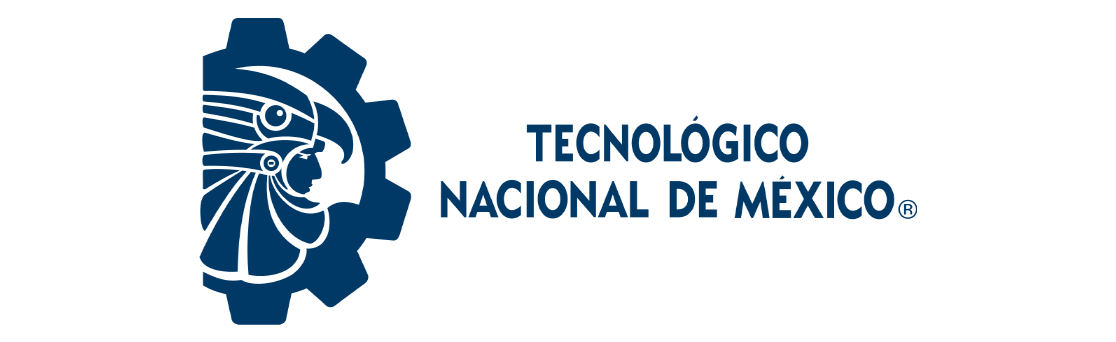 TECNOLÓGICO
NACIONAL DE MÉXICO®